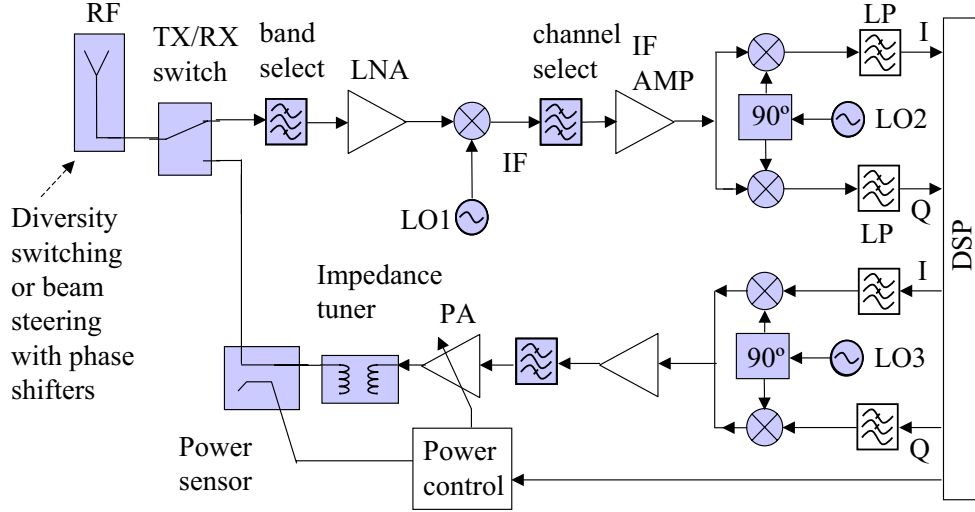 RF
TX/RX
switch
band
select
LNA
IF
LO1
channel
select
IF
AMP
LP
I
90º
LO2
LP
Q
DSP
Diversity
switching
or beam
steering
with phase
shifters
Impedance
tuner
PA
I
90º
LO3
Q
Power
sensor
Power
control